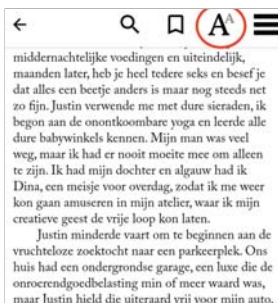 A A
middernachtelijke voedingen en uiteindelijk,
maanden later, heb je heel tedere seks en besef je
dat alles een beetje anders is maar nog steeds net
zo fijn. Justin verwende me met dure sieraden, ik
begon aan de onontkoombare yoga en leerde alle
dure babywinkels kennen. Mijn man was veel
weg, maar ik had er nooit moeite mee om alleen
te zijn. Ik had mijn dochter en algauw had ik
Dina, een meisje voor overdag, zodat ik me weer
kon gaan amuseren in mijn atelier, waar ik mijn
creatieve geest de vrije loop kon laten.
Justin minderde vaart om te beginnen aan de
vruchteloze zoektocht naar een parkeerplek. Ons
huis had een ondergrondse garage, een luxe die de
onroerendgoedbelasting min of meer waard was,
maar Justin hield die uiteraard vrij voor mijn auto.